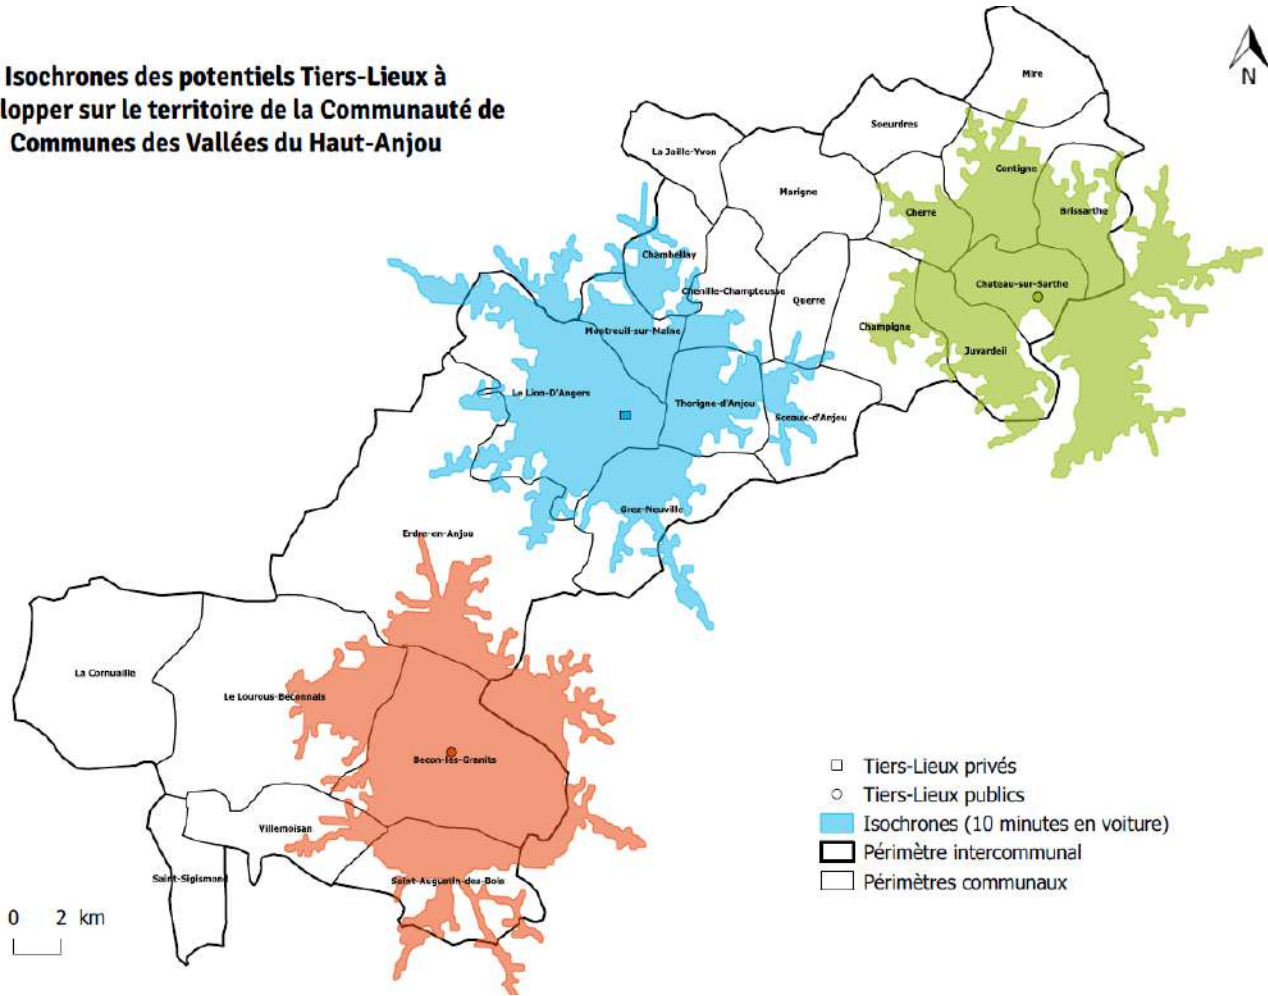 Isochrones des potentiels Tiers-Lieux à
lopper sur le territoire de la Communauté de
Communes des Vallées du Haut-Anjou
N
Mire
Soeurdres
La Jaille-Yvon
Marigne
Contigne
Cherre
Brissarthe
Chambellay
Chenille-Champteusse
Querre
Chateau-sur-Sarthe
Champigne
Montreuil-sur-Maine
Juvardeil
Le Lion-D'Angers
Thorigne-d'Anjou
Sceaux-d'Anjou
Grez-Neuville
Erdre-en-Anjou
La Cornuaille
Le Lourous-Beconnais
Becon-les-Granits
Villemoisan
Saint-Sigismond
Saint-Augustin-des-Bois
Tiers-Lieux privés
Tiers-Lieux publics
Isochrones (10 minutes en voiture)
Périmètre intercommunal
Périmètres communaux
0 2 km